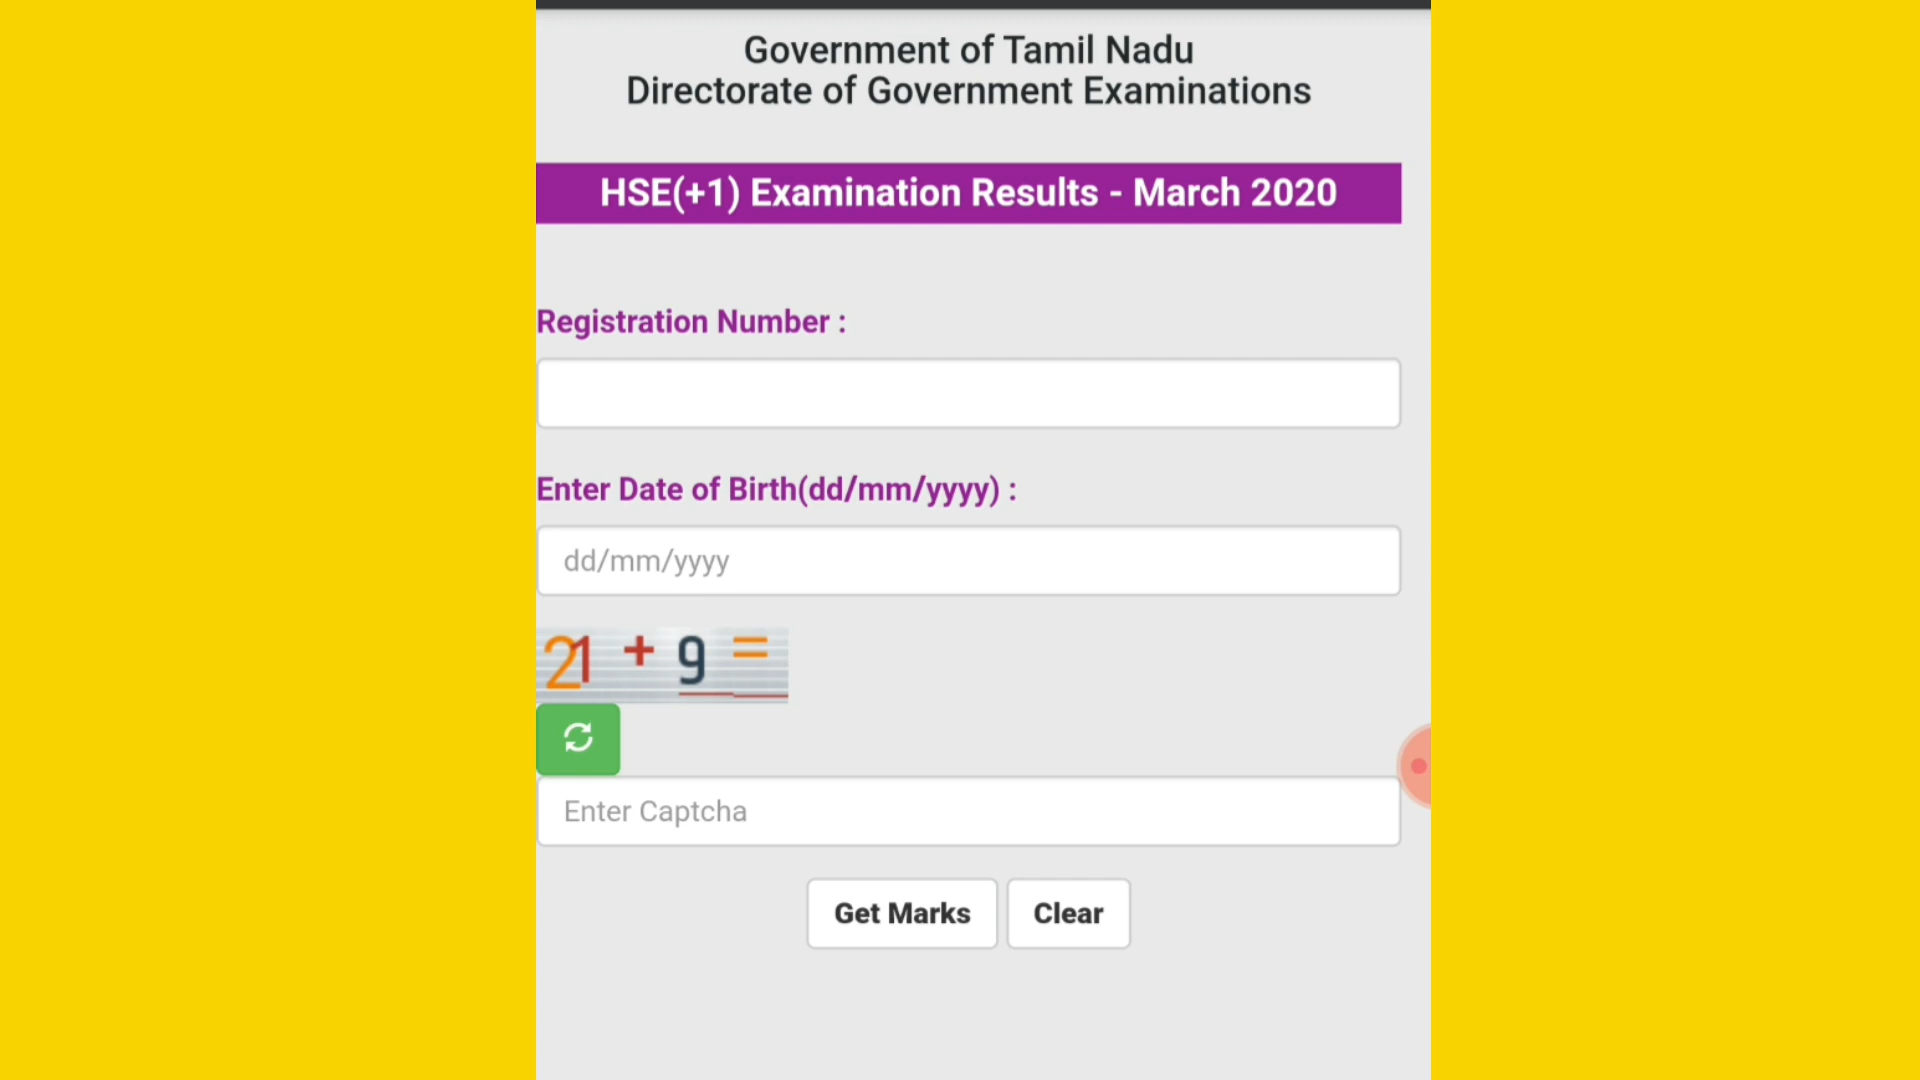 Government of Tamil Nadu
Directorate of Government Examinations
HSE(+1) Examination Results - March 2020
Registration Number :
Enter Date of Birth(dd/mm/yyyy) :
dd/mm/yyyy
21 + 9 =
Enter Captcha
Get Marks Clear